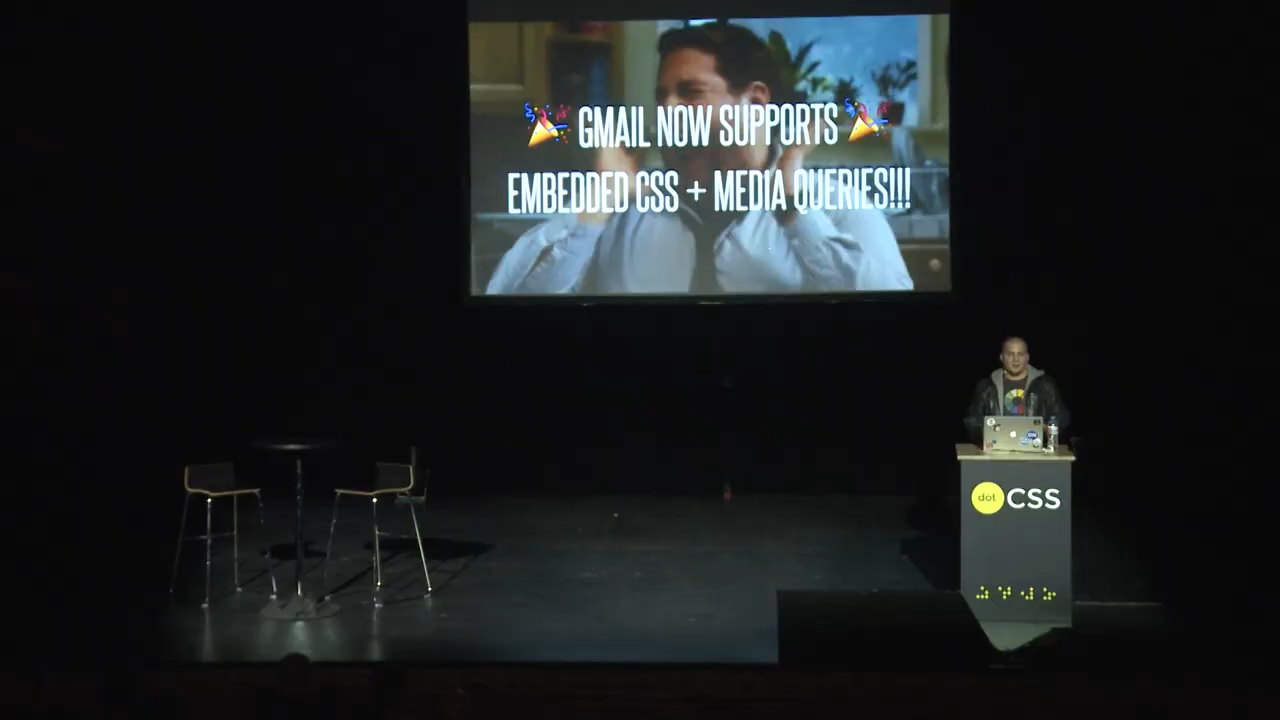 🎉 GMAIL NOW SUPPORTS 🎉
EMBEDDED CSS + MEDIA QUERIES!!!
dot CSS